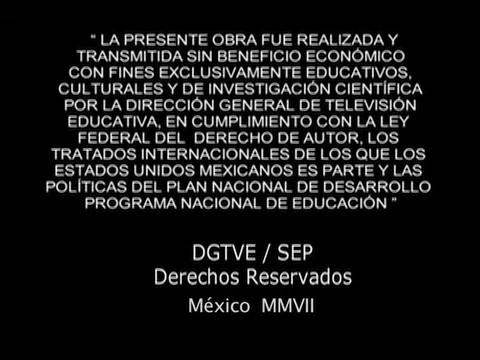 “ LA PRESENTE OBRA FUE REALIZADA Y
TRANSMITIDA SIN BENEFICIO ECONÓMICO
CON FINES EXCLUSIVAMENTE EDUCATIVOS,
CULTURALES Y DE INVESTIGACIÓN CIENTÍFICA
POR LA DIRECCIÓN GENERAL DE TELEVISIÓN
EDUCATIVA, EN CUMPLIMIENTO CON LA LEY
FEDERAL DEL DERECHO DE AUTOR, LOS
TRATADOS INTERNACIONALES DE LOS QUE LOS
ESTADOS UNIDOS MEXICANOS ES PARTE Y LAS
POLÍTICAS DEL PLAN NACIONAL DE DESARROLLO
PROGRAMA NACIONAL DE EDUCACIÓN ”
DGTVE / SEP
Derechos Reservados
México MMVII